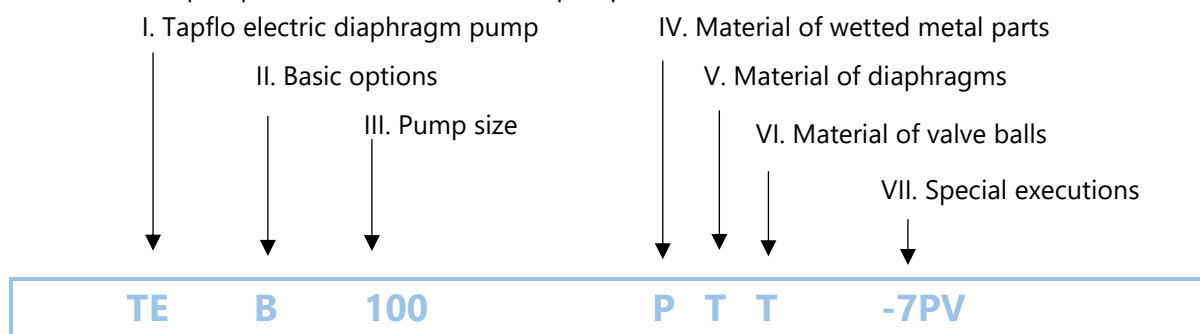 I. Tapflo electric diaphragm pump
IV. Material of wetted metal parts
II. Basic options
V. Material of diaphragms
III. Pump size
VI. Material of valve balls
VII. Special executions
TE B 100 P T T -7PV